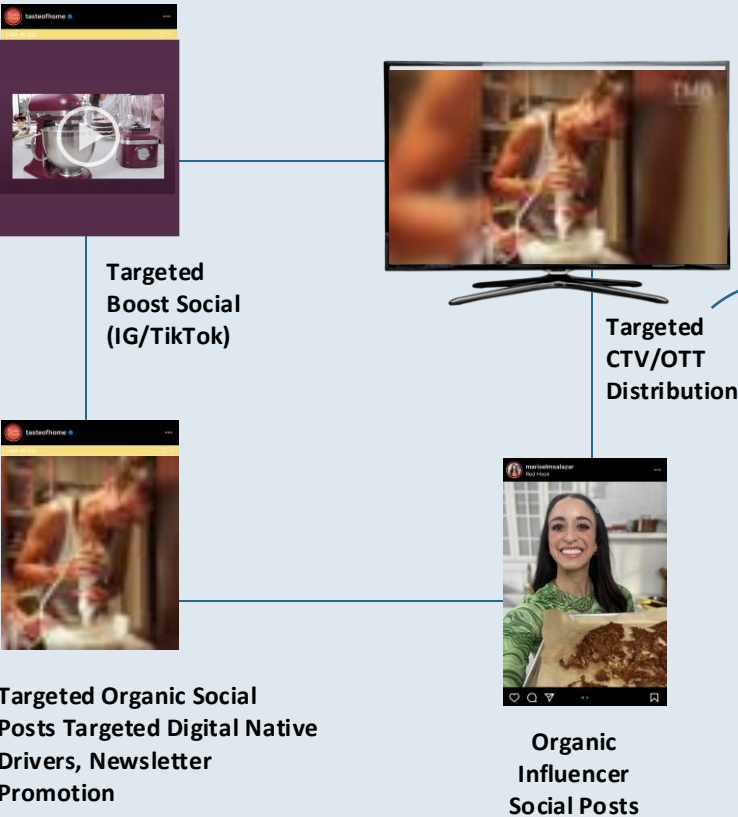 tasteofhome
TMB
Targeted
Boost Social
(IG/TikTok)
Targeted
CTV/OTT
Distribution
tasteofhome
mariselmsalazar
Red Hook
Targeted Organic Social
Posts Targeted Digital Native
Drivers, Newsletter
Promotion
Organic
Influencer
Social Posts